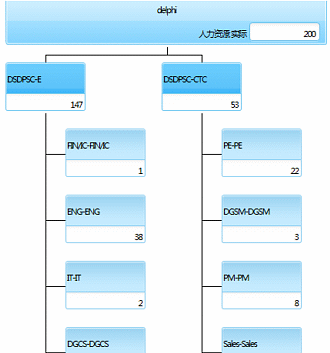 delphi
人力资源实际 200
DSDPSC-E
147
DSDPSC-CTC
53
FIN/IC-FIN/IC
1
PE-PE
22
ENG-ENG
38
DGSM-DGSM
3
IT-IT
2
PM-PM
8
DGCS-DGCS
Sales-Sales